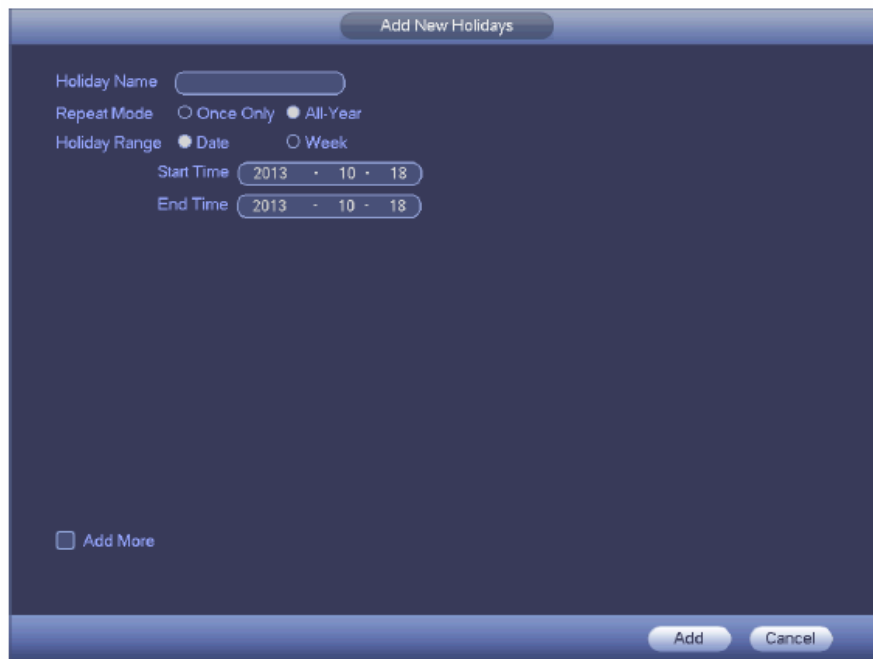 Add New Holidays
Holiday Name
Repeat Mode Once Only All-Year
Holiday Range Date Week
Start Time 2013 - 10 - 18
End Time 2013 - 10 - 18
Add More
Add Cancel